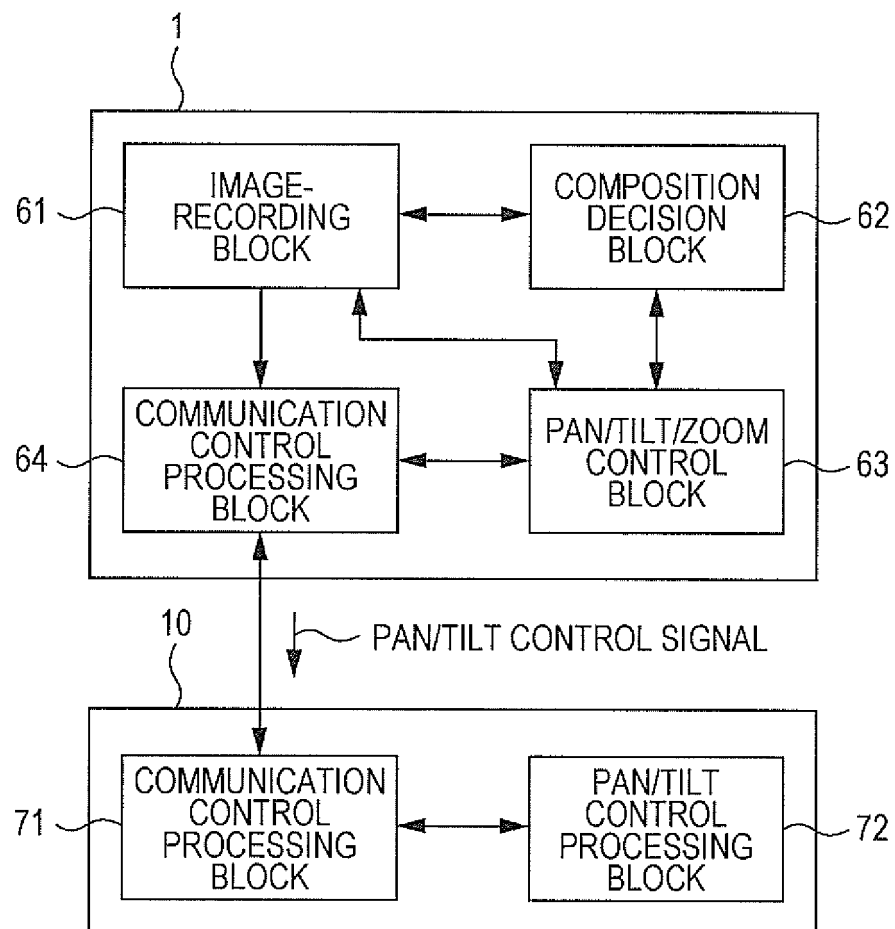 1
61
IMAGE-
RECORDING
BLOCK
COMPOSITION
DECISION
BLOCK
62
64
COMMUNICATION
CONTROL
PROCESSING
BLOCK
PAN/TILT/ZOOM
CONTROL
BLOCK
63
10
PAN/TILT CONTROL SIGNAL
71
COMMUNICATION
CONTROL
PROCESSING
BLOCK
PAN/TILT
CONTROL
PROCESSING
BLOCK
72